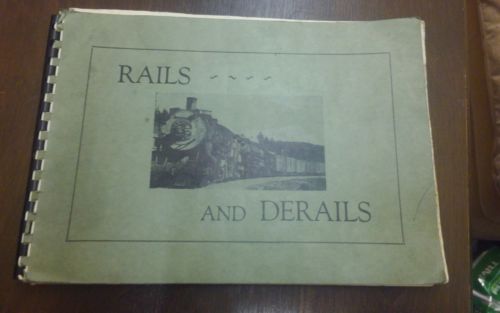 RAILS ~ ~ ~ ~
AND DERAILS